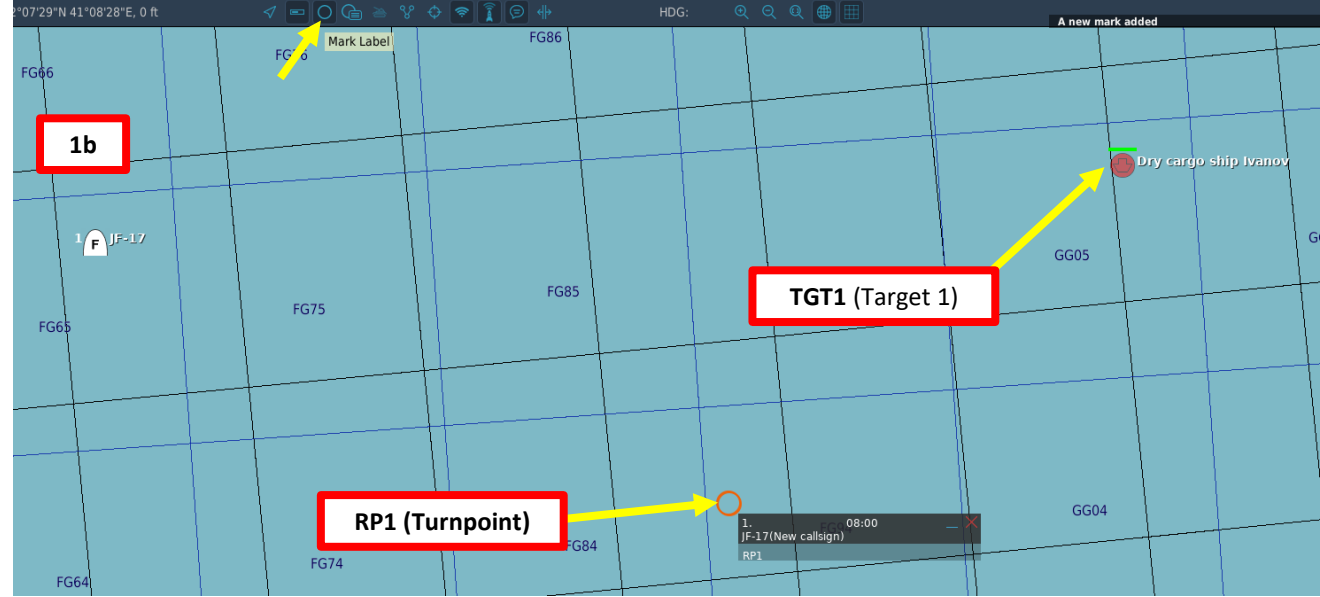 2°07'29"N 41°08'28"E, 0 ft
HDG:
A new mark added
Mark Label
FG86
FG66
1b
Dry cargo ship Ivanov
1 F JF-17
GG05
TGT1 (Target 1)
FG85
FG75
FG65
RP1 (Turnpoint)
1. 08:00
JF-17(New callsign)
RP1
GG04
FG84
FG74
FG64